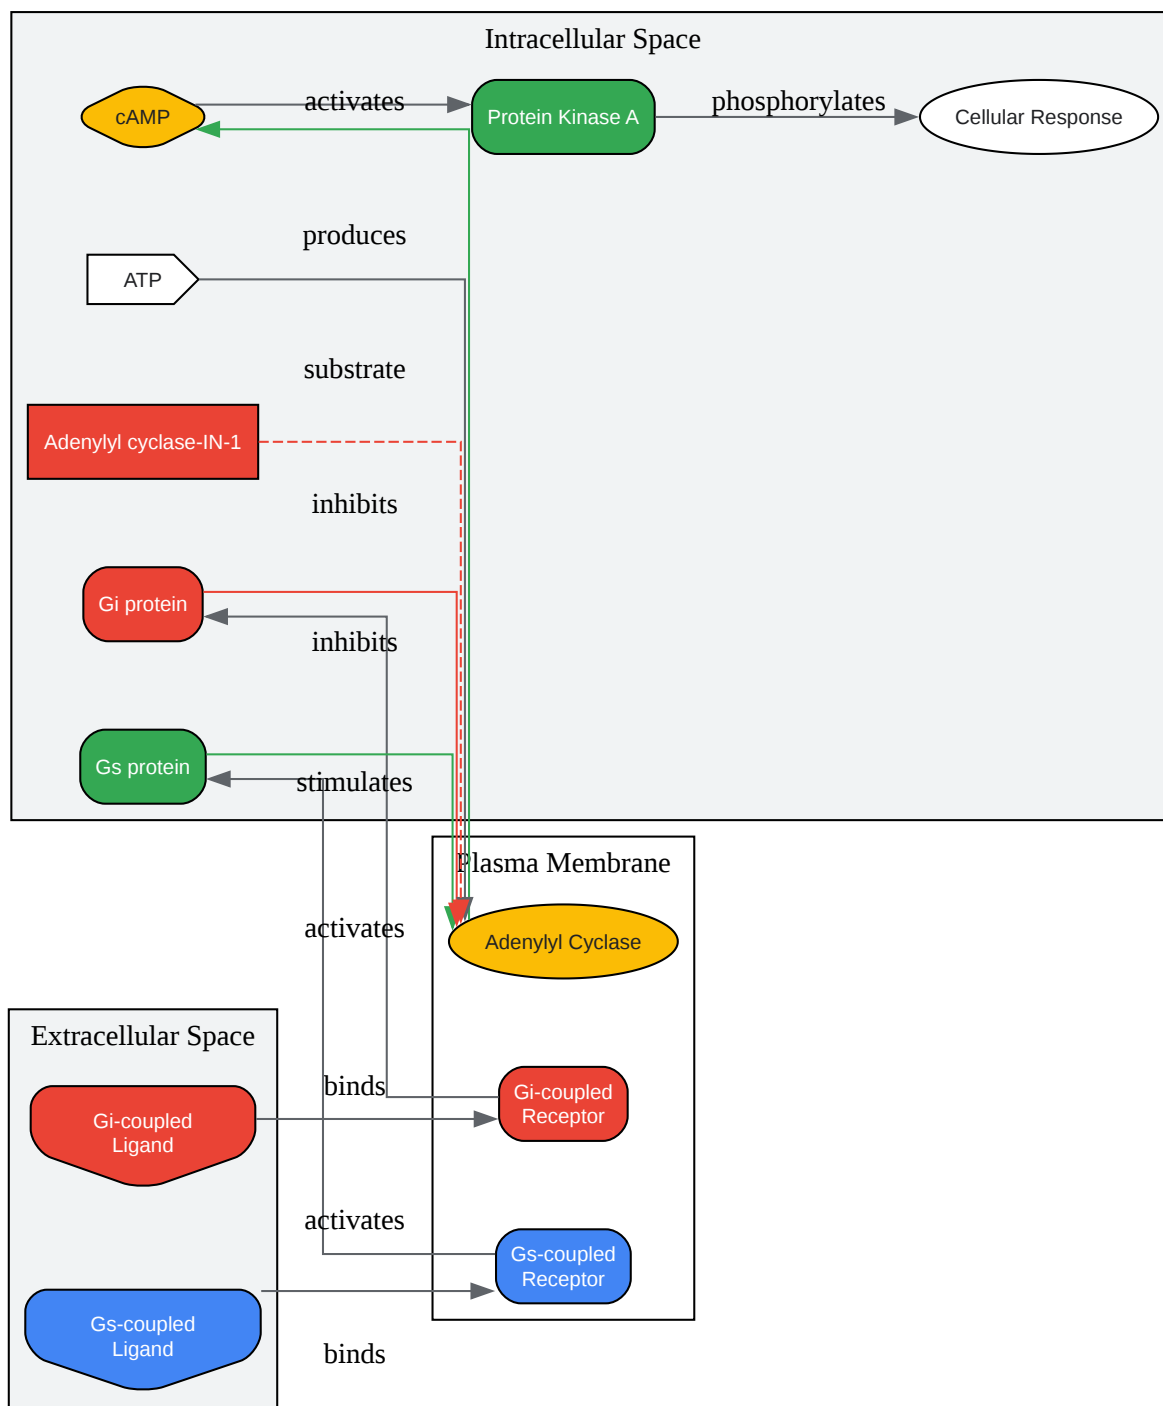 Intracellular Space
cAMP
activates
Protein Kinase A
phosphorylates
Cellular Response
produces
ATP
substrate
Adenylyl cyclase-IN-1
inhibits
Gi protein
inhibits
Gs protein
stimulates
Plasma Membrane
activates
Adenylyl Cyclase
Extracellular Space
binds
Gi-coupled
Receptor
Gi-coupled
Ligand
activates
Gs-coupled
Receptor
Gs-coupled
Ligand
binds